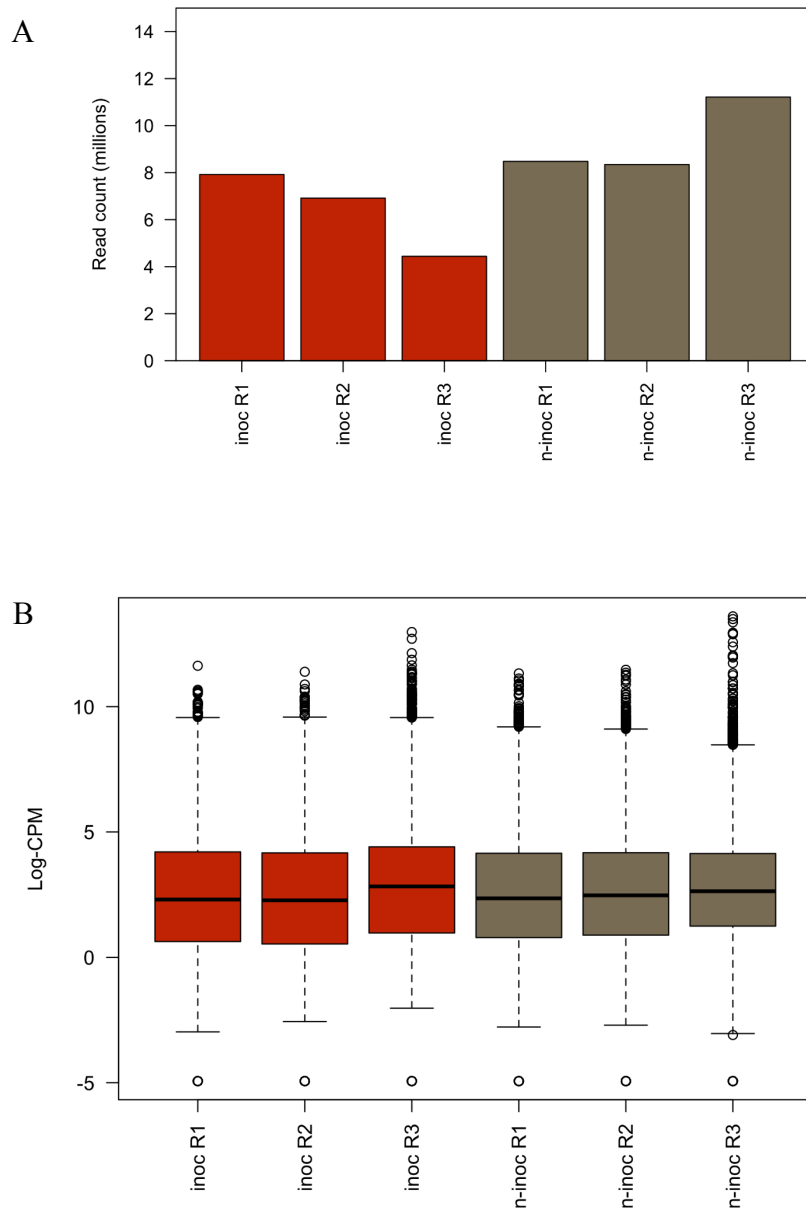 A
Read count (millions)
14
12
10
8
6
4
2
0
inoc R1
inoc R2
inoc R3
n-inoc R1
n-inoc R2
n-inoc R3
B
Log-CPM
10
5
0
-5
inoc R1
inoc R2
inoc R3
n-inoc R1
n-inoc R2
n-inoc R3